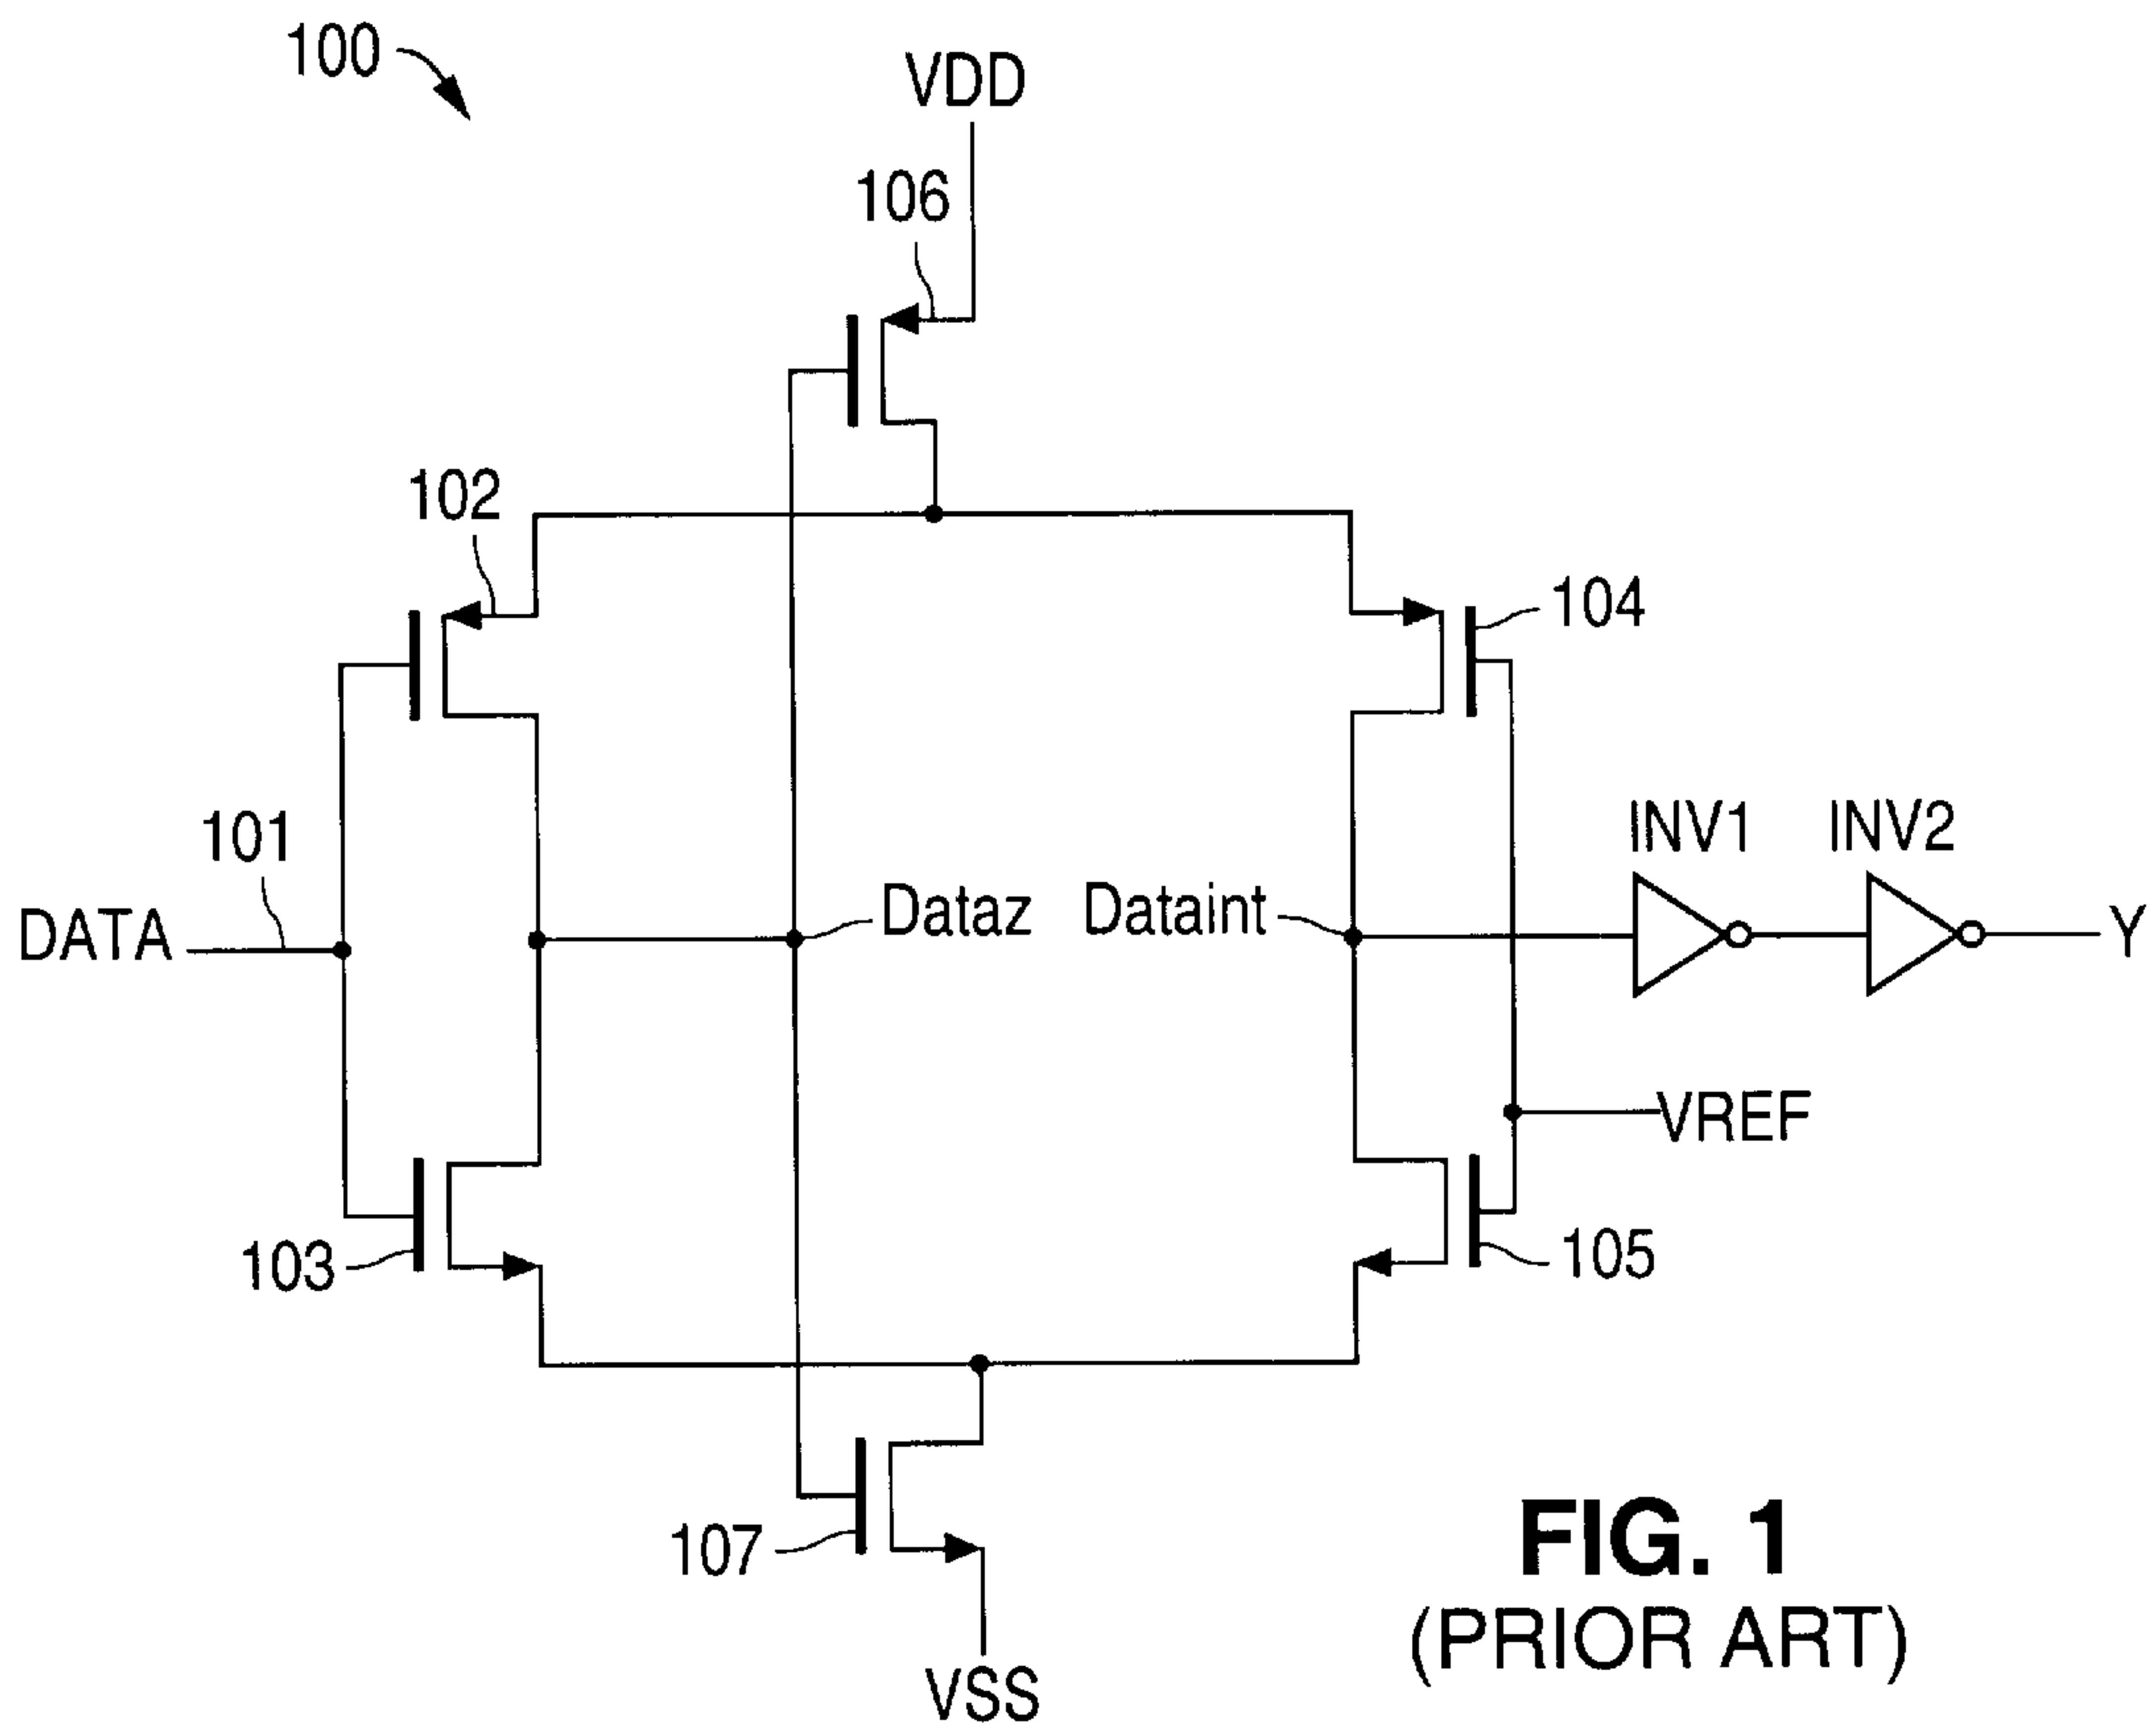 100
VDD
106
102
104
101
INV1 INV2
DATA
Dataz
Dataint
Y
VREF
103
105
107
VSS
FIG. 1
(PRIOR ART)